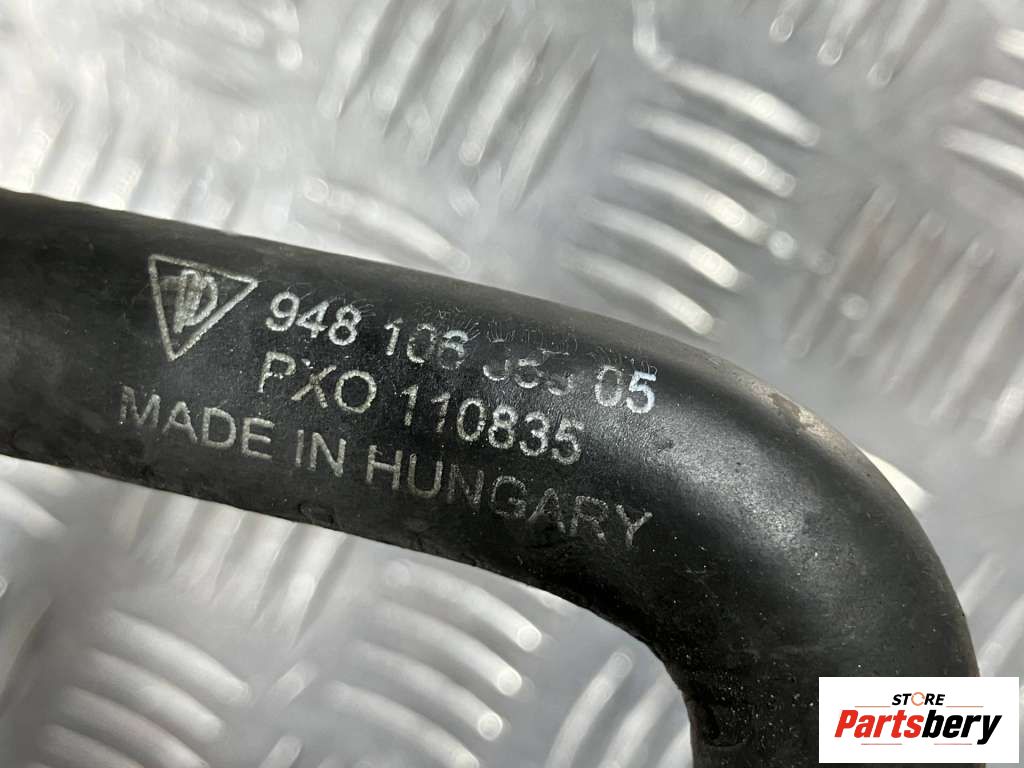 948 106 05
PXO 110835
MADE IN HUNGARY
STORE
Partsbery